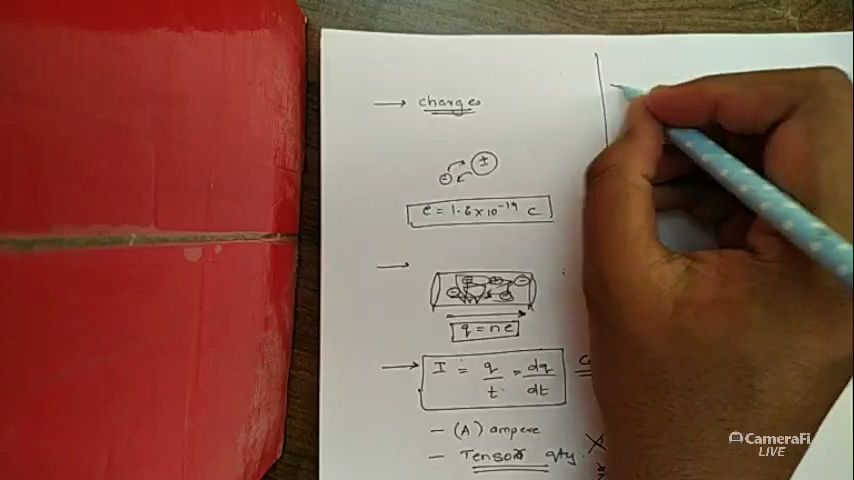 → charges
e = 1.6 × 10⁻¹⁹ C
→
q = ne
→ I = q/t = dq/dt
- (A) ampere
- Tensor qty.
CameraFi
LIVE